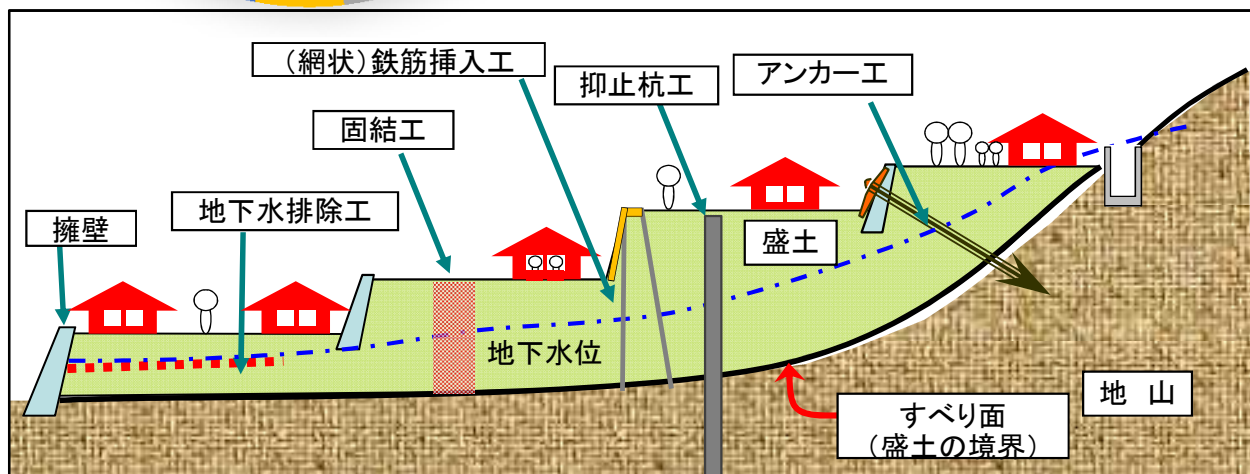 (網状)鉄筋挿入工
抑止杭工
アンカー工
固結工
地下水排除工
擁壁
盛土
地下水位
地 山
すべり面
(盛土の境界)